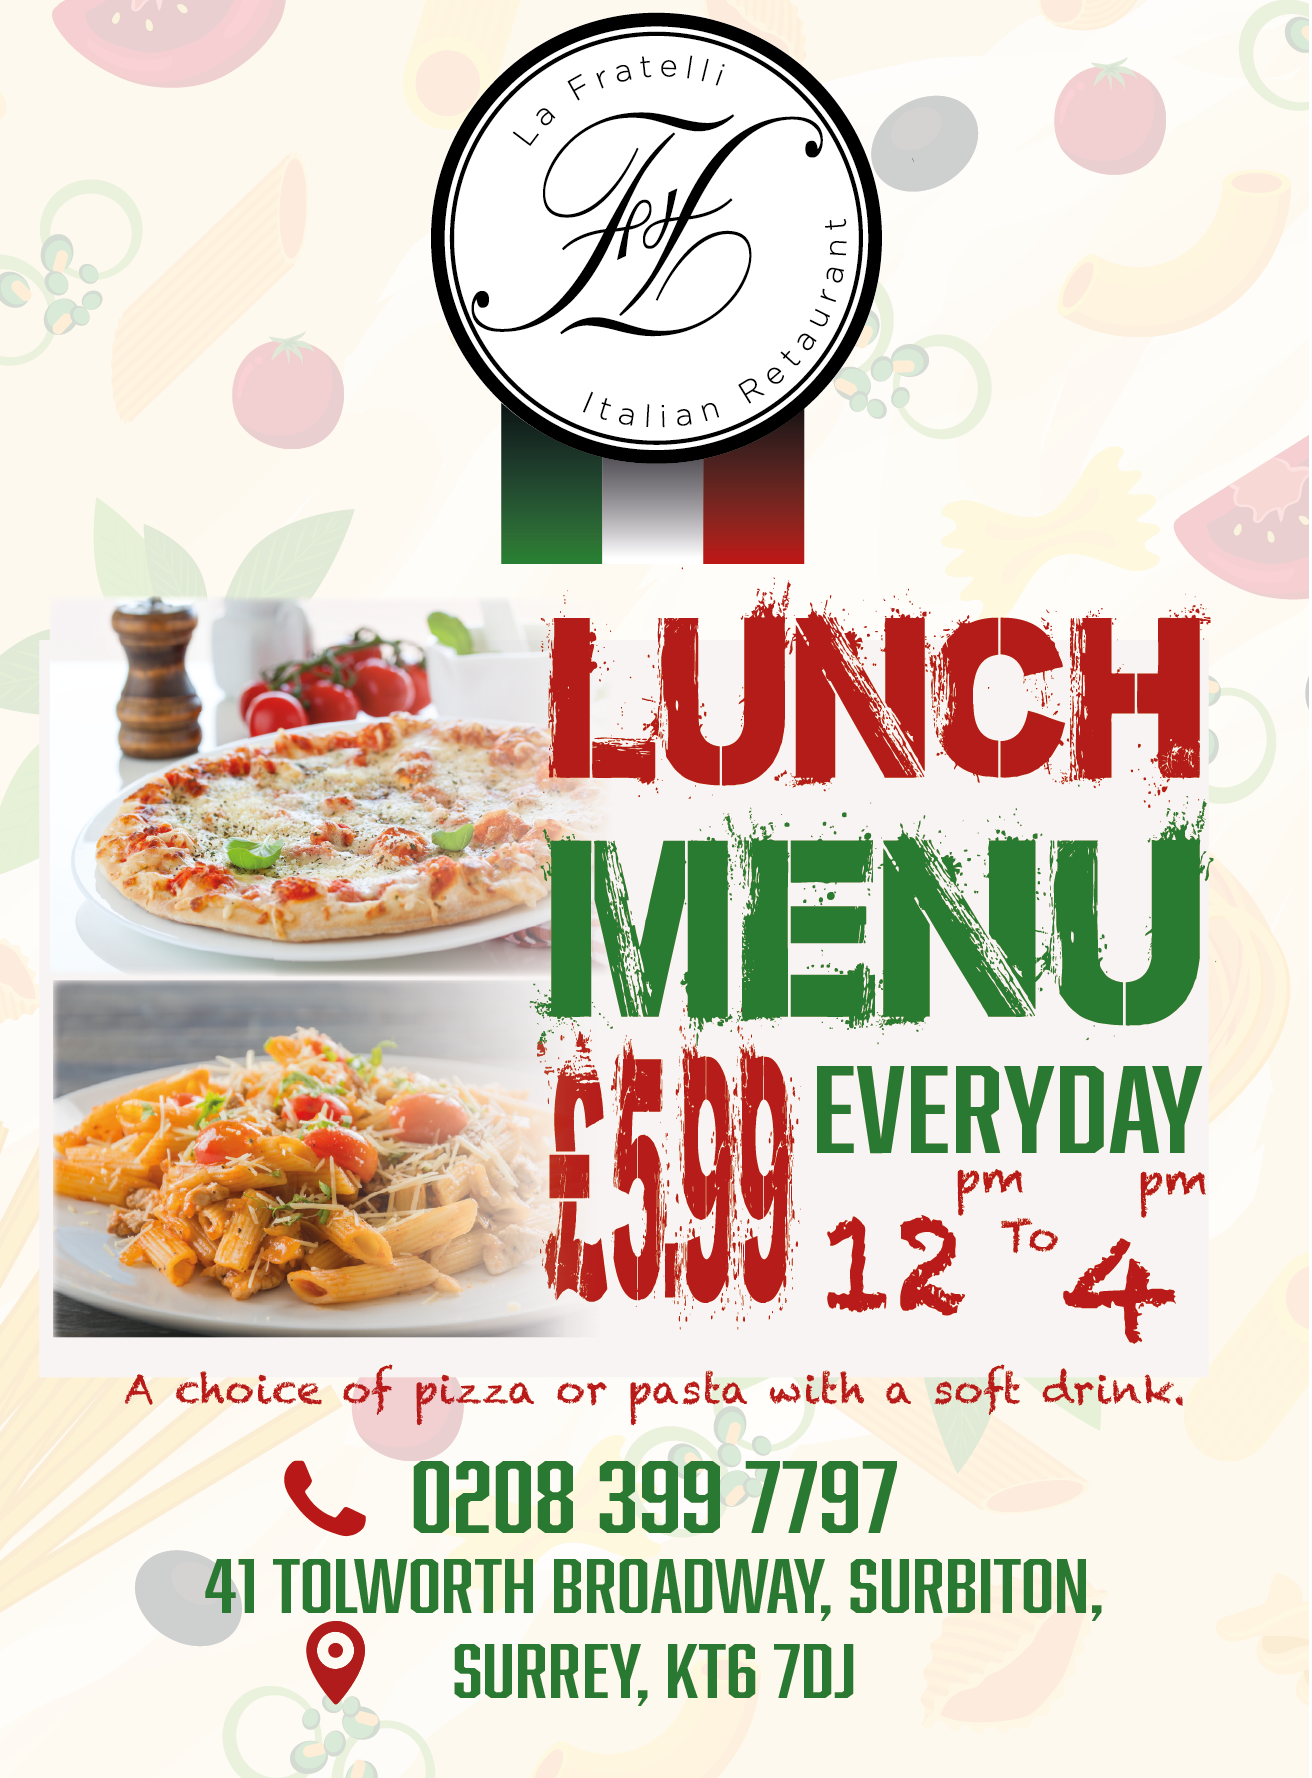 La Fratelli
Italian Retaurant
LUNCH
MENU
£5.99 EVERYDAY
12 pm To 4 pm
A choice of pizza or pasta with a soft drink.
0208 399 7797
41 TOLWORTH BROADWAY, SURBITON,
SURREY, KT6 7DJ